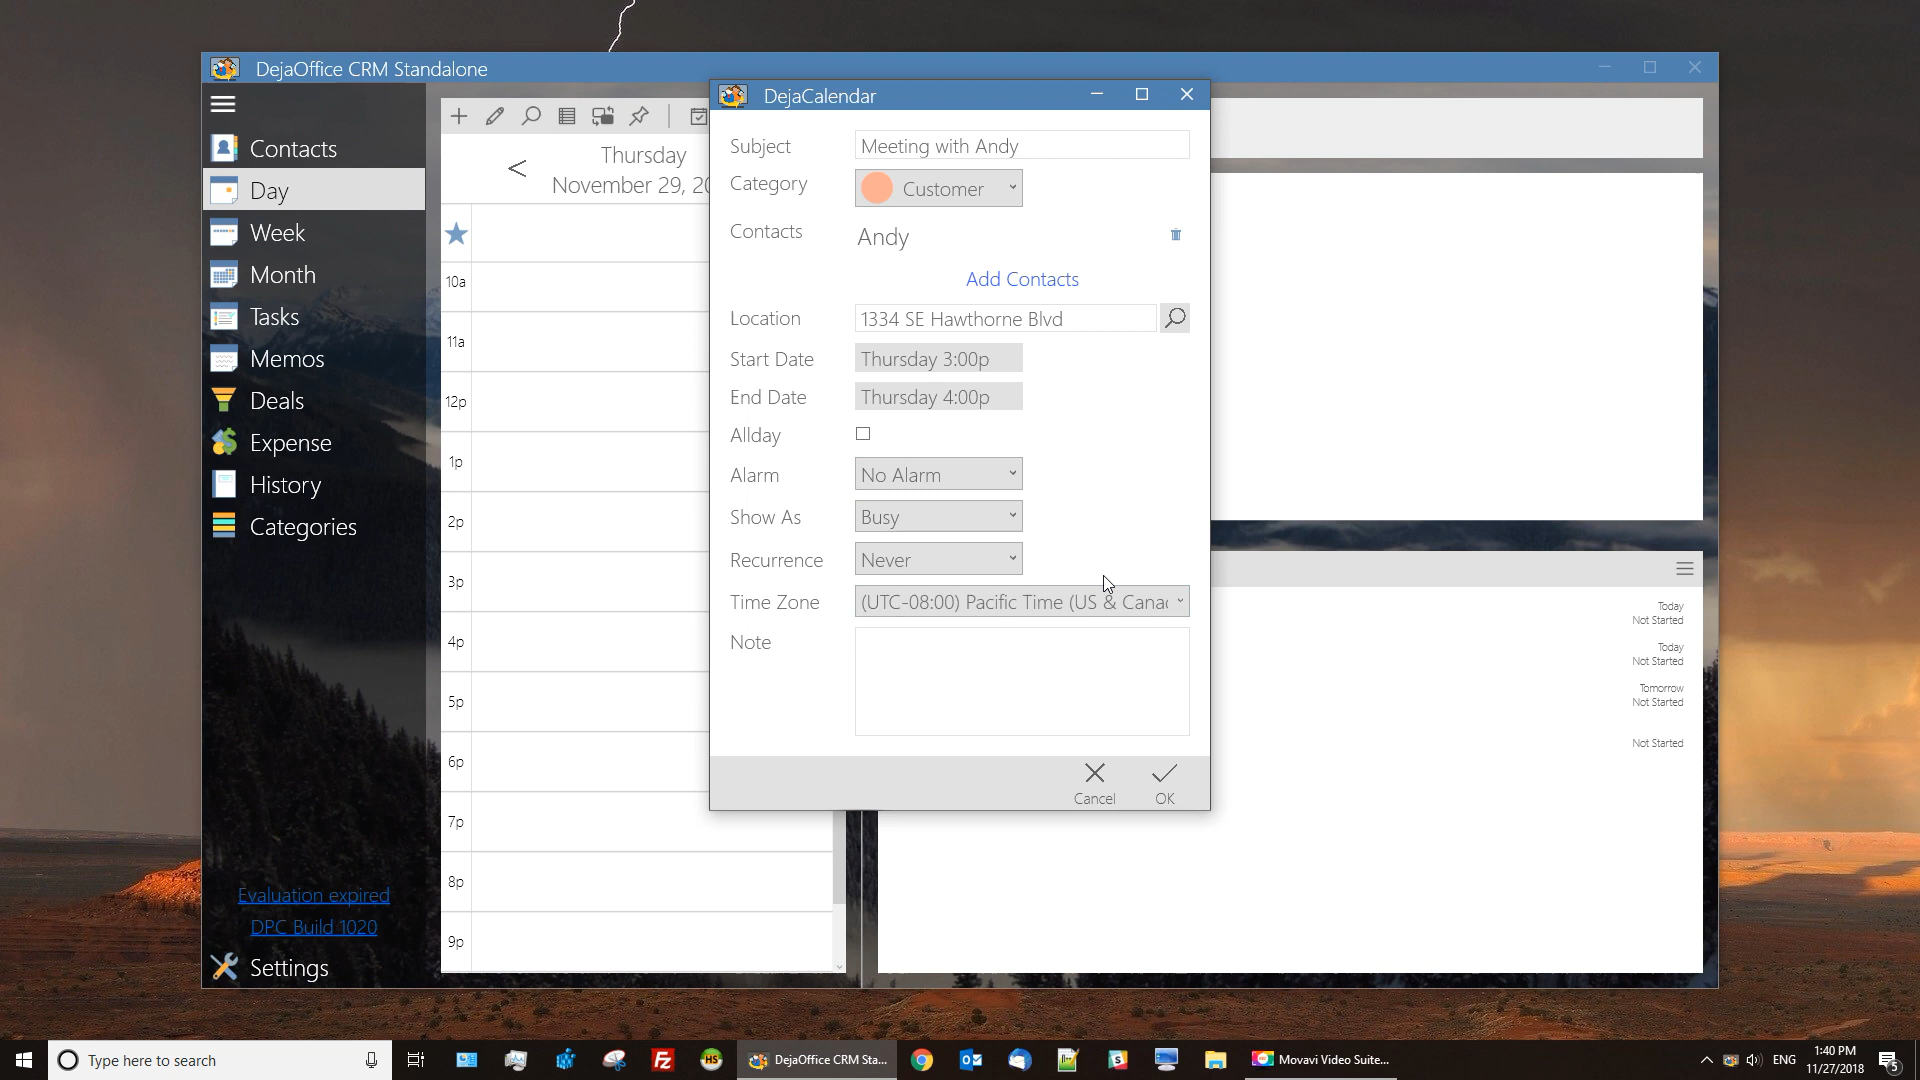 DejaOffice CRM Standalone
Contacts
Day
Week
Month
Tasks
Memos
Deals
Expense
History
Categories
Evaluation expired
DPC Build 1020
Settings
Thursday
November 29, 20
10a
11a
12p
1p
2p
3p
4p
5p
6p
7p
8p
9p
DejaCalendar
Subject
Meeting with Andy
Category
Customer
Contacts
Andy
Add Contacts
Location
1334 SE Hawthorne Blvd
Start Date
Thursday 3:00p
End Date
Thursday 4:00p
Allday
Alarm
No Alarm
Show As
Busy
Recurrence
Never
Time Zone
(UTC-08:00) Pacific Time (US & Canac
Note
Cancel
OK
Today
Not Started
Today
Not Started
Tomorrow
Not Started
Not Started
Type here to search
HS
DejaOffice CRM Sta...
Movavi Video Suite...
ENG
1:40 PM
11/27/2018
5